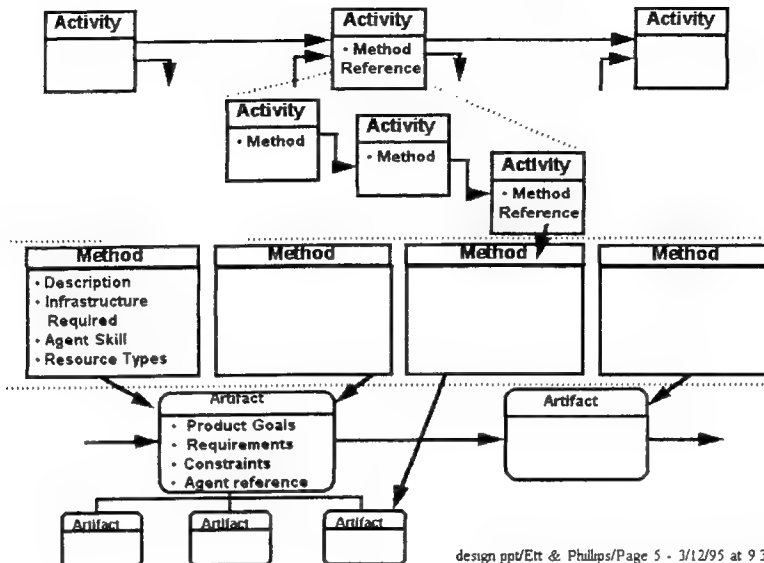 Activity
Activity
• Method
Reference
Activity
Activity
• Method
Activity
• Method
Activity
• Method
Reference
Method
• Description
• Infrastructure
Required
• Agent Skill
• Resource Types
Method
Method
Method
Artifact
• Product Goals
• Requirements
• Constraints
• Agent reference
Artifact
Artifact
Artifact
Artifact
design ppt/Ett & Phillips/Page 5 - 3/12/95 at 9 3